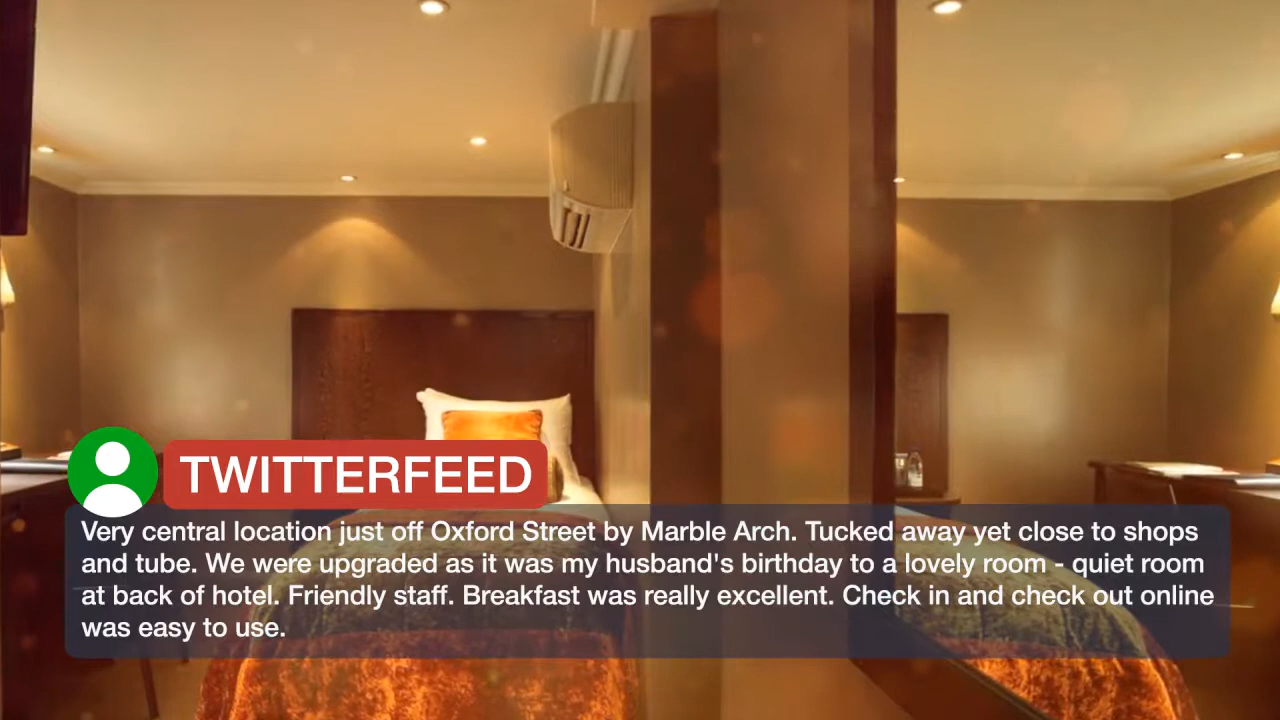 TWITTERFEED
Very central location just off Oxford Street by Marble Arch. Tucked away yet close to shops
and tube. We were upgraded as it was my husband's birthday to a lovely room - quiet room
at back of hotel. Friendly staff. Breakfast was really excellent. Check in and check out online
was easy to use.